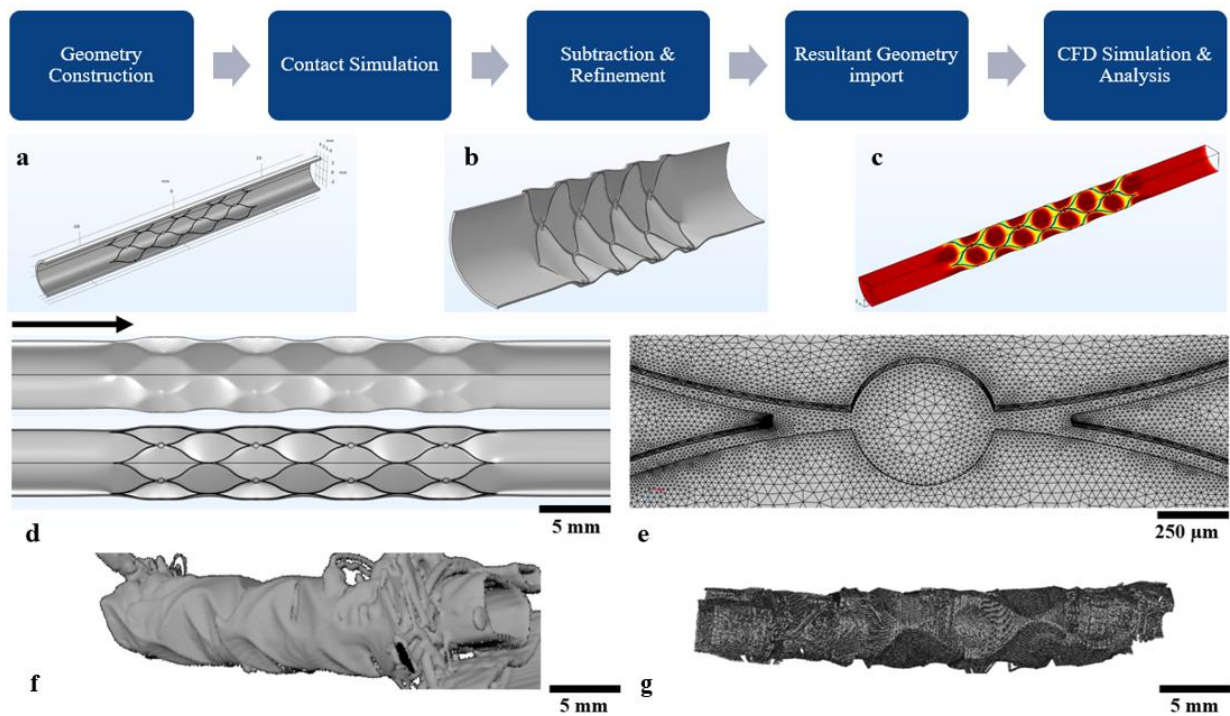 Geometry
Construction
Contact Simulation
Subtraction &
Refinement
Resultant Geometry
import
CFD Simulation &
Analysis
a
b
c
d
5 mm
e
250 µm
f
5 mm
g
5 mm